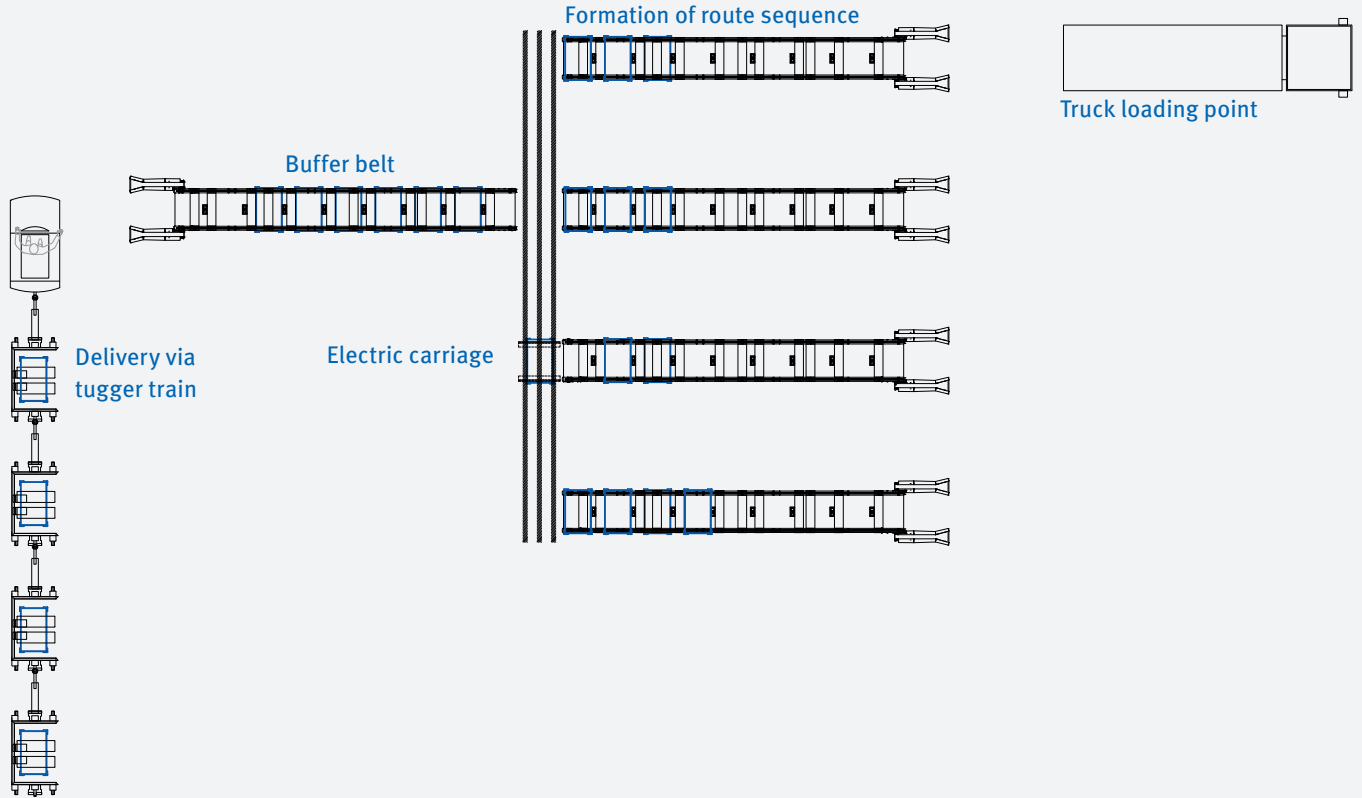 Formation of route sequence
Truck loading point
Buffer belt
Delivery via
tugger train
Electric carriage